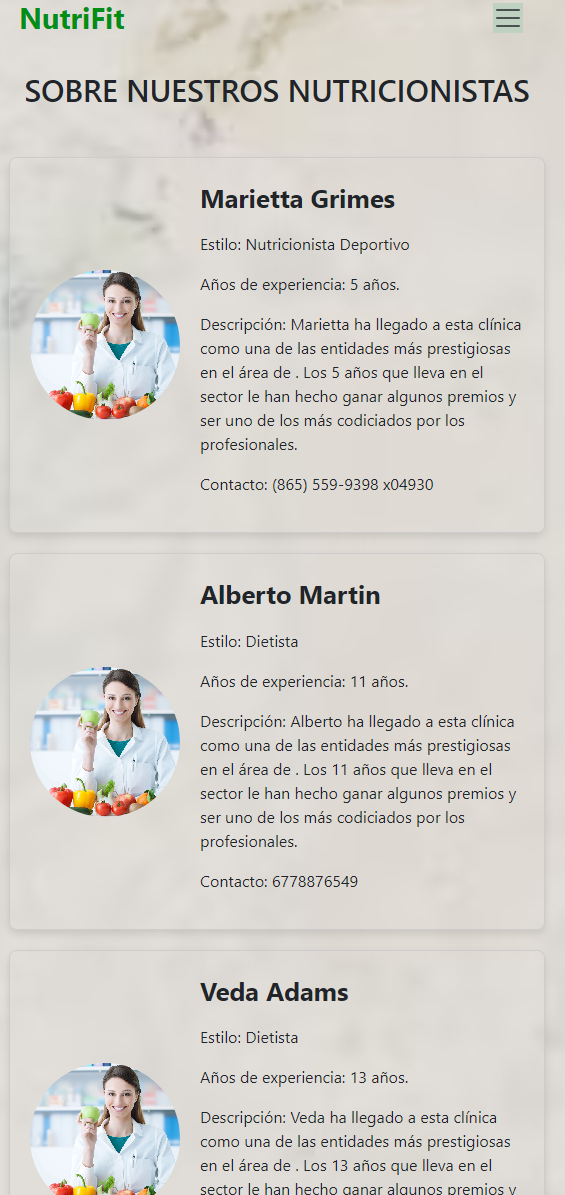 NutriFit
SOBRE NUESTROS NUTRICIONISTAS
Marietta Grimes
Estilo: Nutricionista Deportivo
Años de experiencia: 5 años.
Descripción: Marietta ha llegado a esta clínica
como una de las entidades más prestigiosas
en el área de . Los 5 años que lleva en el
sector le han hecho ganar algunos premios y
ser uno de los más codiciados por los
profesionales.
Contacto: (865) 559-9398 x04930
Alberto Martin
Estilo: Dietista
Años de experiencia: 11 años.
Descripción: Alberto ha llegado a esta clínica
como una de las entidades más prestigiosas
en el área de . Los 11 años que lleva en el
sector le han hecho ganar algunos premios y
ser uno de los más codiciados por los
profesionales.
Contacto: 6778876549
Veda Adams
Estilo: Dietista
Años de experiencia: 13 años.
Descripción: Veda ha llegado a esta clínica
como una de las entidades más prestigiosas
en el área de . Los 13 años que lleva en el
sector le han hecho ganar algunos premios y